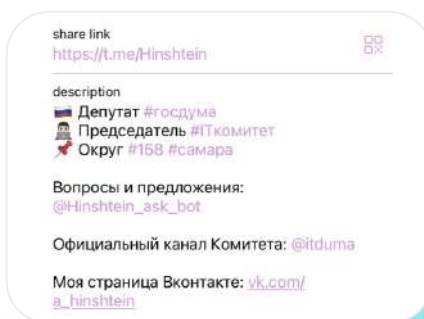 share link
https://t.me/Hinshtein
description
🇷🇺 Депутат #госдума
👨🏻‍💻 Председатель #ITкомитет
📌 Округ #158 #самара
Вопросы и предложения:
@Hinshtein_ask_bot
Официальный канал Комитета: @itduma
Моя страница Вконтакте: vk.com/
a_hinshtein